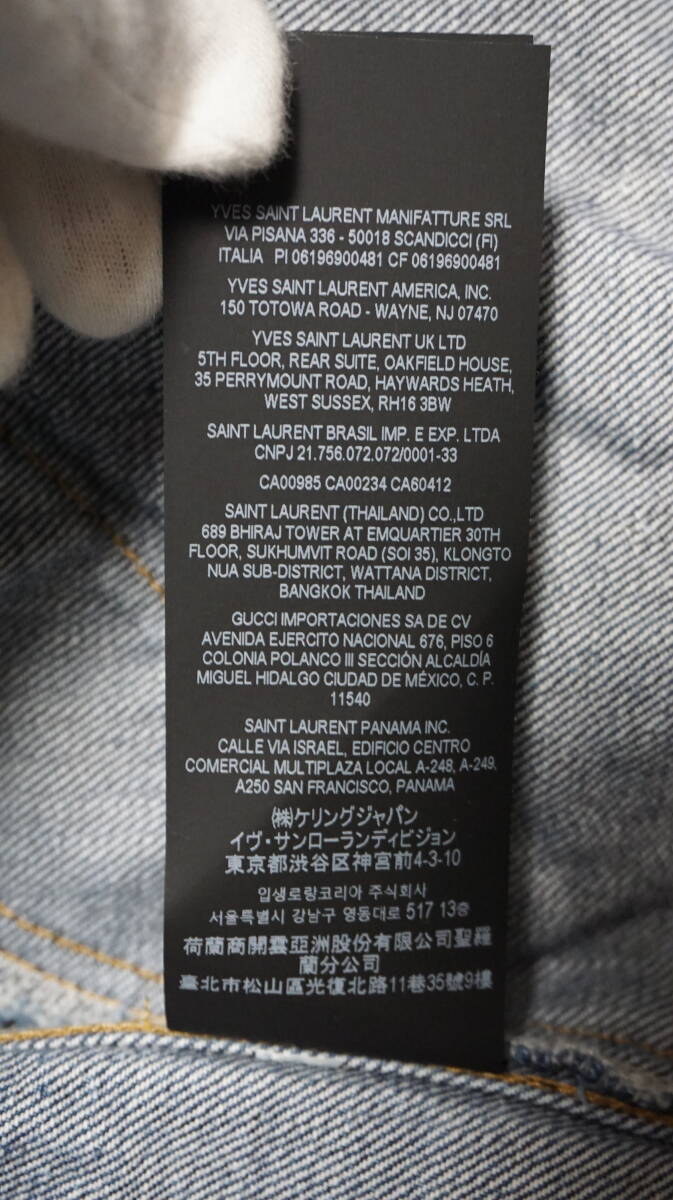 YVES SAINT LAURENT MANIFATTURE SRL
VIA PISANA 336 - 50018 SCANDICCI (FI)
ITALIA PI 06196900481 CF 06196900481
YVES SAINT LAURENT AMERICA, INC.
150 TOTOWA ROAD - WAYNE, NJ 07470
YVES SAINT LAURENT UK LTD
5TH FLOOR, REAR SUITE, OAKFIELD HOUSE,
35 PERRYMOUNT ROAD, HAYWARDS HEATH,
WEST SUSSEX, RH16 3BW
SAINT LAURENT BRASIL IMP. E EXP. LTDA
CNPJ 21.756.072.072/0001-33
CA00985 CA00234 CA60412
SAINT LAURENT (THAILAND) CO.,LTD
689 BHIRAJ TOWER AT EMQUARTIER 30TH
FLOOR, SUKHUMVIT ROAD (SOI 35), KLONGTO
NUA SUB-DISTRICT, WATTANA DISTRICT,
BANGKOK THAILAND
GUCCI IMPORTACIONES SA DE CV
AVENIDA EJERCITO NACIONAL 676, PISO 6
COLONIA POLANCO III SECCIÓN ALCALDÍA
MIGUEL HIDALGO CIUDAD DE MÉXICO, C. P.
11540
SAINT LAURENT PANAMA INC.
CALLE VIA ISRAEL, EDIFICIO CENTRO
COMERCIAL MULTIPLAZA LOCAL A-248, A-249,
A250 SAN FRANCISCO, PANAMA
㈱ケリングジャパン
イヴ・サンローランディビジョン
東京都渋谷区神宮前4-3-10
입생로랑코리아 주식회사
서울특별시 강남구 영동대로 517 13층
荷蘭商開雲亞洲股份有限公司聖羅
蘭分公司
臺北市松山區光復北路11巷35號9樓